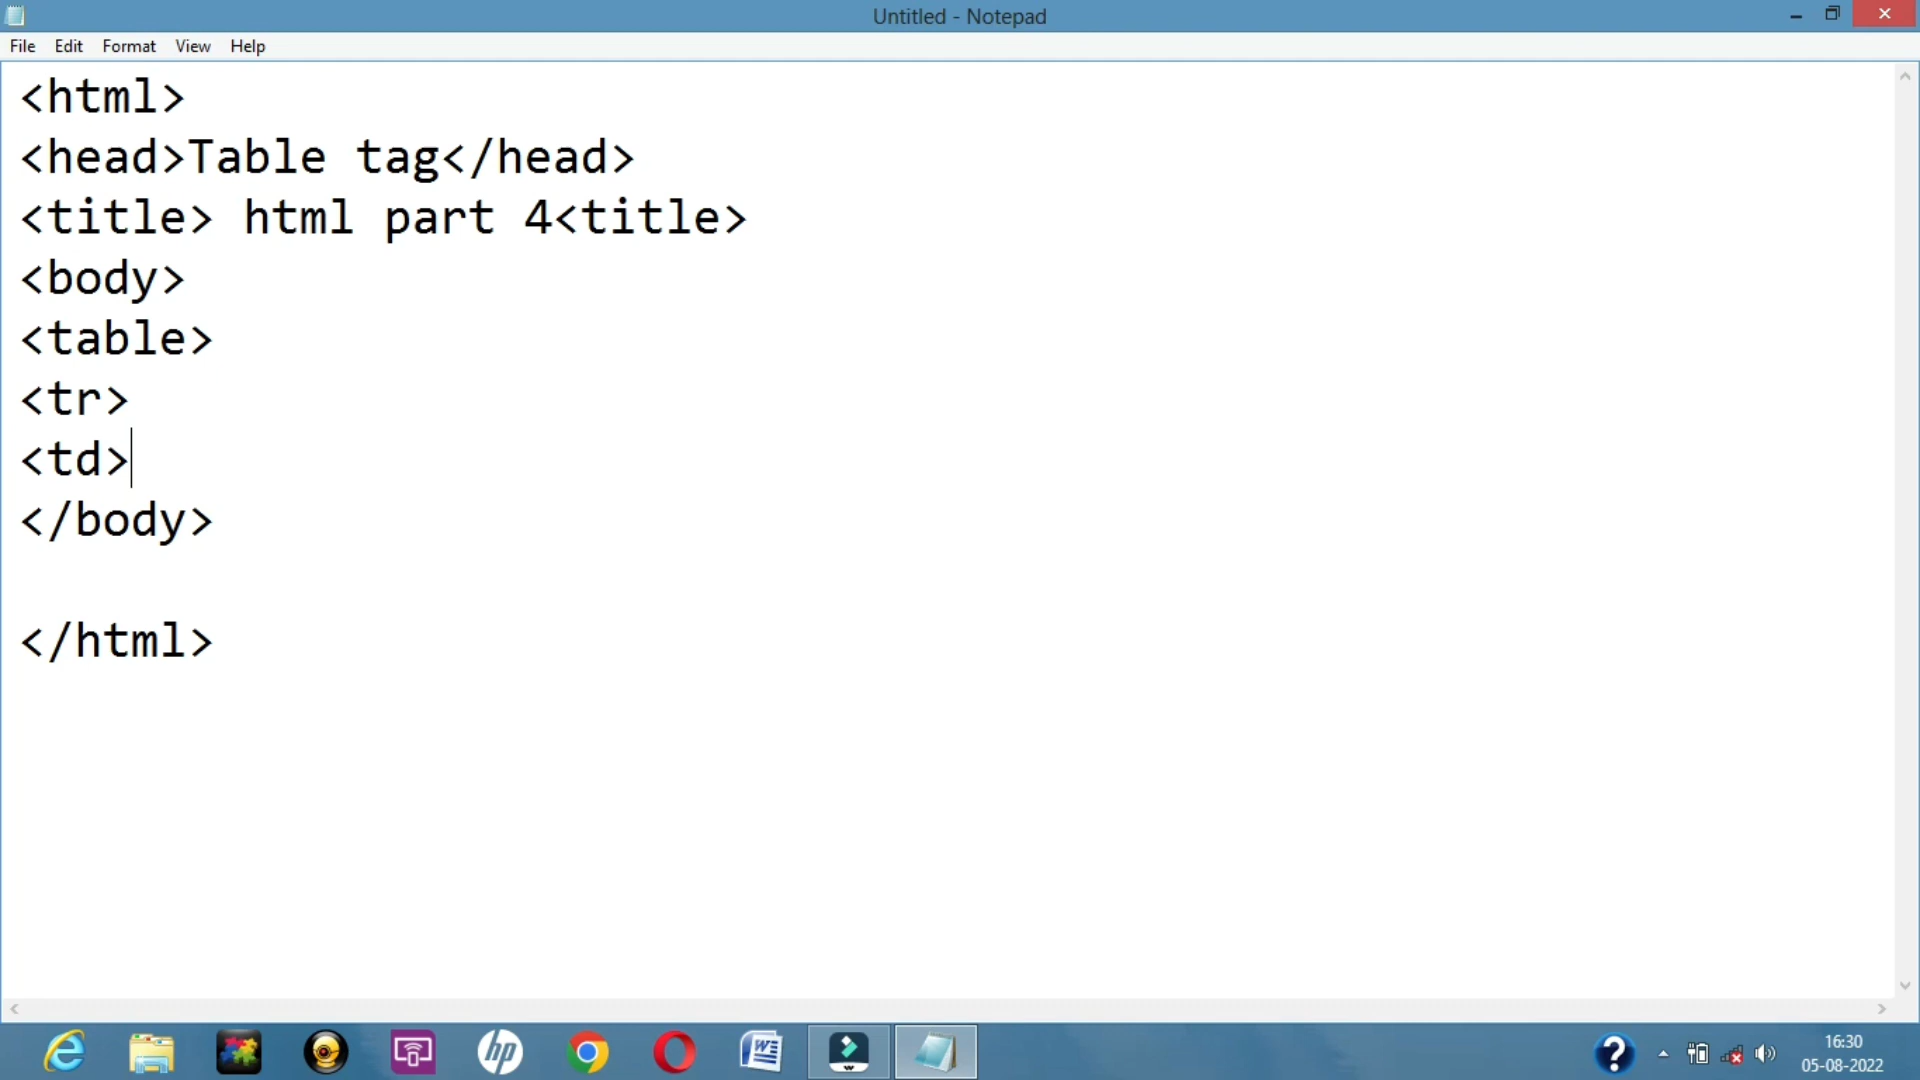 Untitled - Notepad
File Edit Format View Help
<html>
<head>Table tag</head>
<title> html part 4<title>
<body>
<table>
<tr>
<td>
</body>
</html>
hp
W
?
16:30
05-08-2022